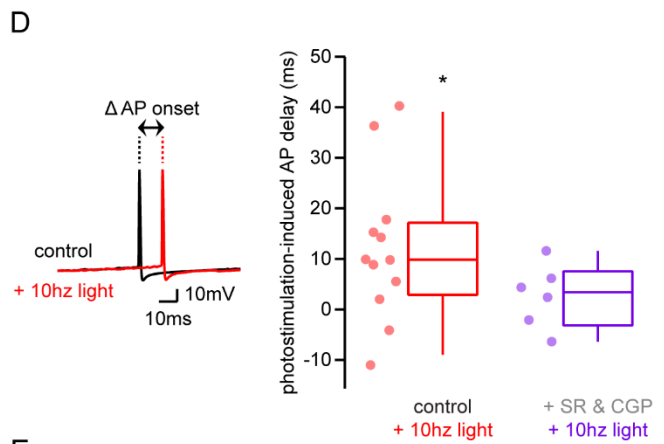 D
Δ AP onset
control
+ 10hz light
10mV
10ms
photostimulation-induced AP delay (ms)
50
40
30
20
10
0
-10
*
control
+ 10hz light
+ SR & CGP
+ 10hz light